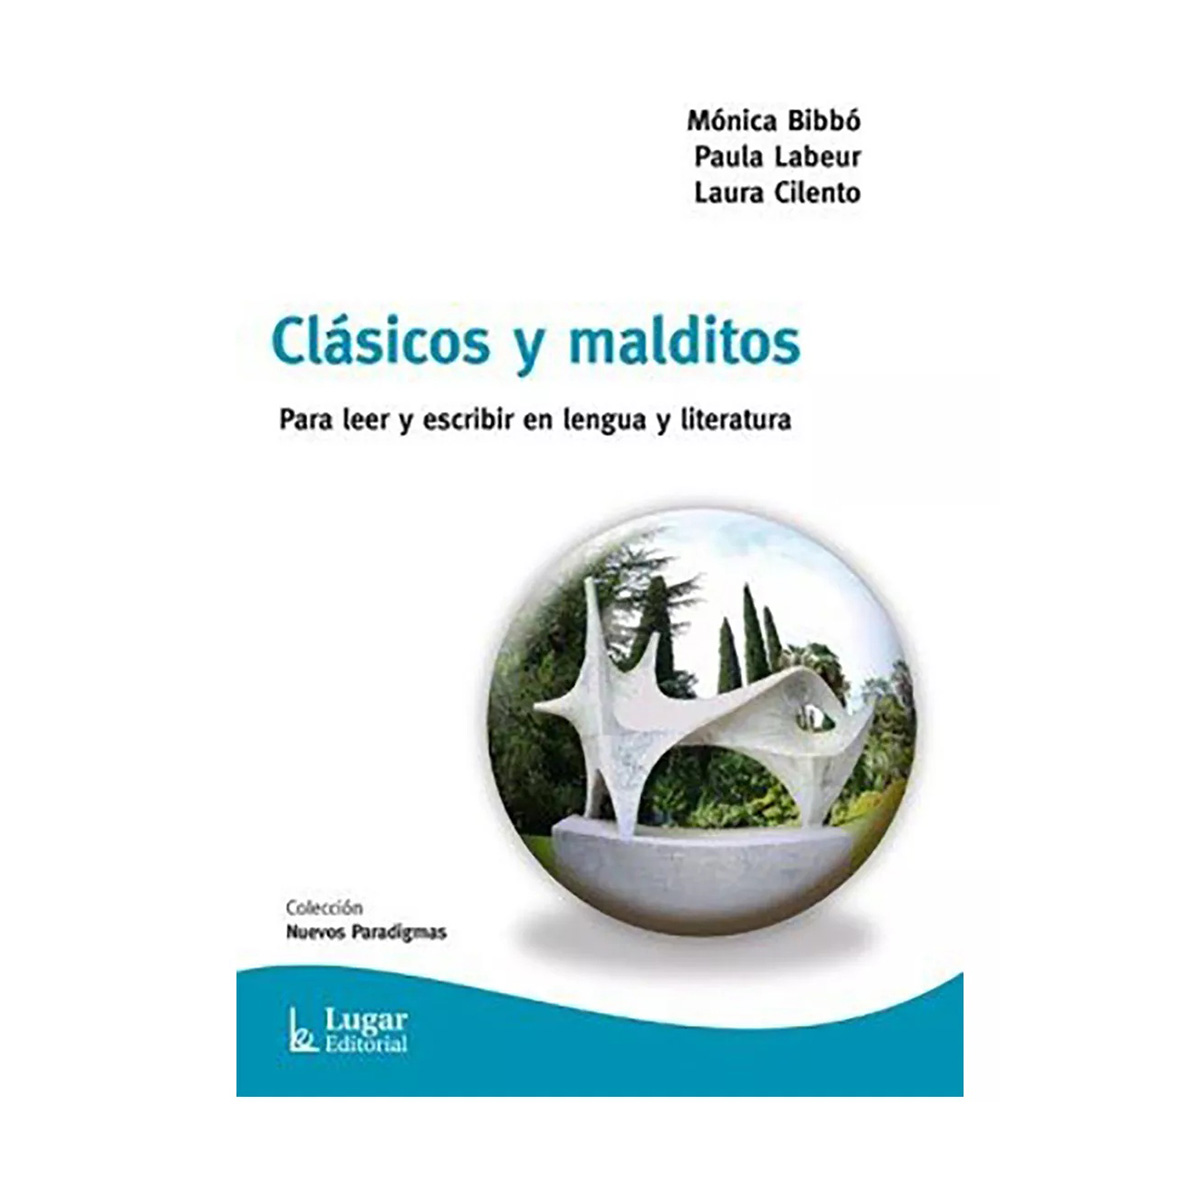 Mónica Bibbó
Paula Labeur
Laura Cilento
Clásicos y malditos
Para leer y escribir en lengua y literatura
Colección
Nuevos Paradigmas
Lugar
Editorial